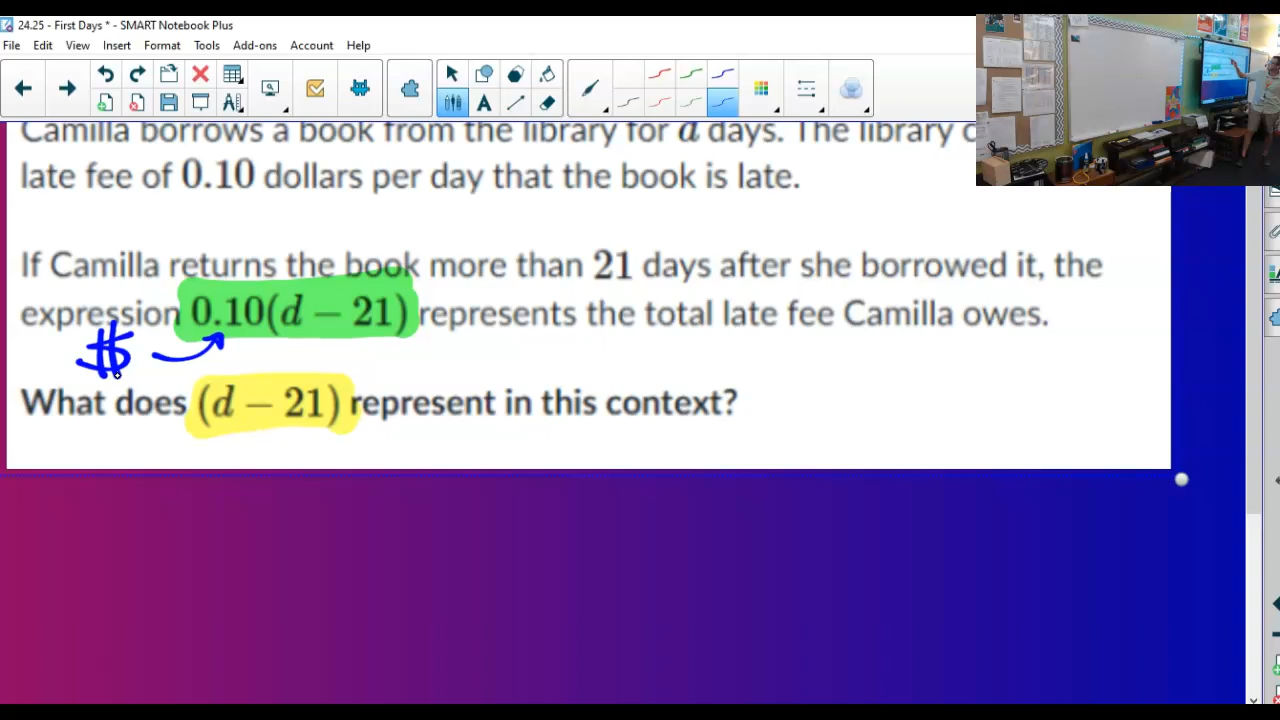 24.25 - First Days * - SMART Notebook Plus
File Edit View Insert Format Tools Add-ons Account Help
Camilla borrows a book from the library for d days. The library
late fee of 0.10 dollars per day that the book is late.
If Camilla returns the book more than 21 days after she borrowed it, the
expression 0.10(d − 21) represents the total late fee Camilla owes.
$
What does (d − 21) represent in this context?